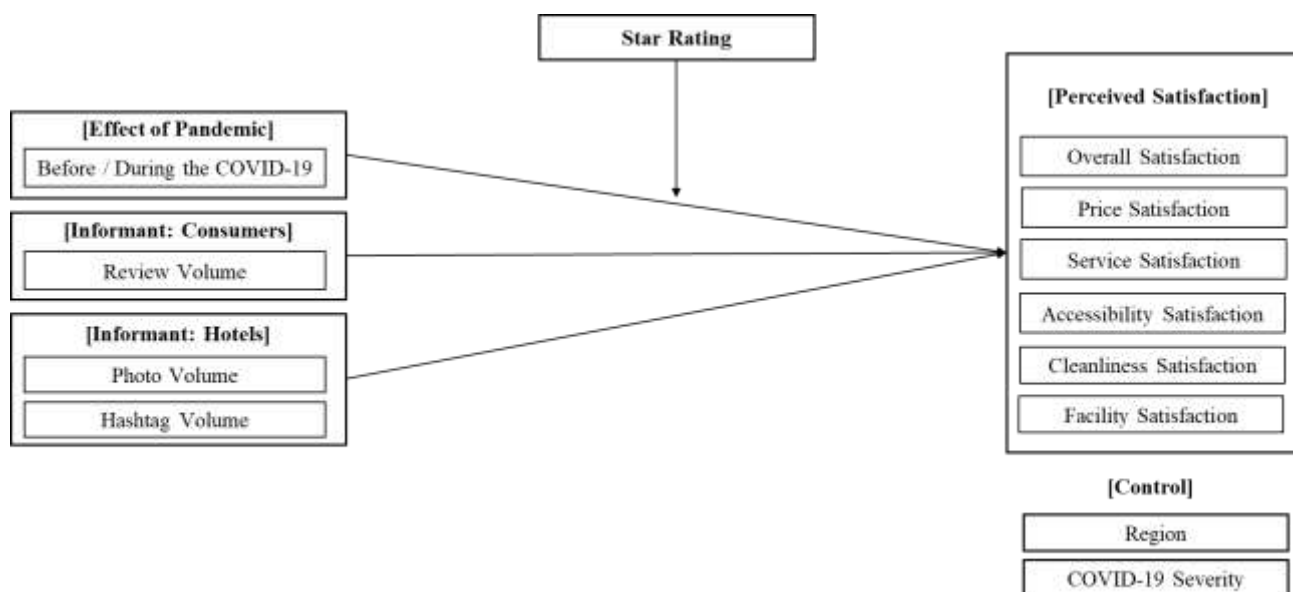 Star Rating
[Effect of Pandemic]
Before / During the COVID-19
[Informant: Consumers]
Review Volume
[Informant: Hotels]
Photo Volume
Hashtag Volume
[Perceived Satisfaction]
Overall Satisfaction
Price Satisfaction
Service Satisfaction
Accessibility Satisfaction
Cleanliness Satisfaction
Facility Satisfaction
[Control]
Region
COVID-19 Severity